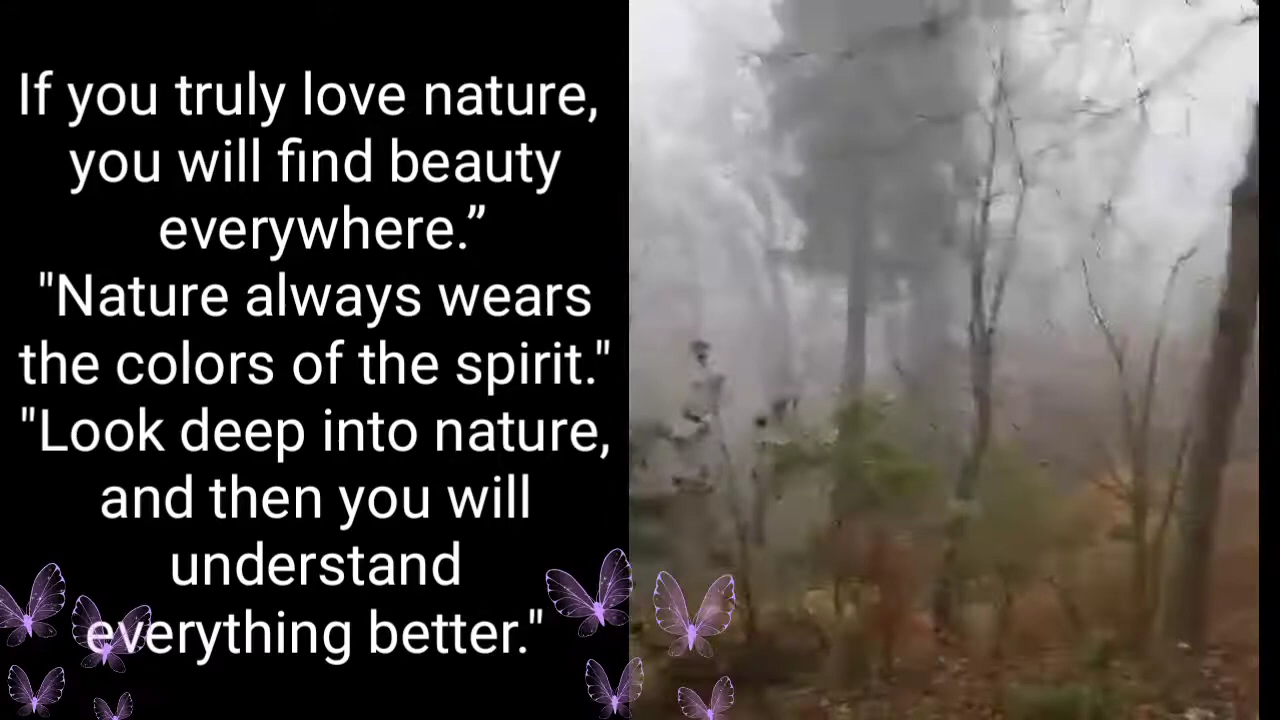 If you truly love nature,
you will find beauty
everywhere.”
"Nature always wears
the colors of the spirit."
"Look deep into nature,
and then you will
understand
everything better."